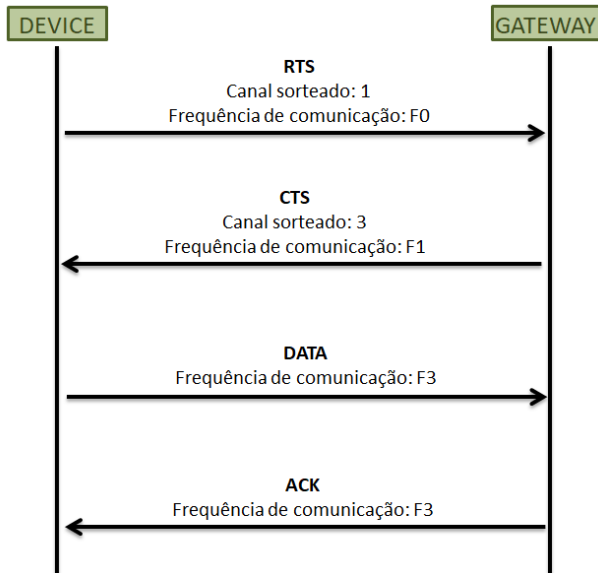 DEVICE
GATEWAY
RTS
Canal sorteado: 1
Frequência de comunicação: F0
CTS
Canal sorteado: 3
Frequência de comunicação: F1
DATA
Frequência de comunicação: F3
ACK
Frequência de comunicação: F3